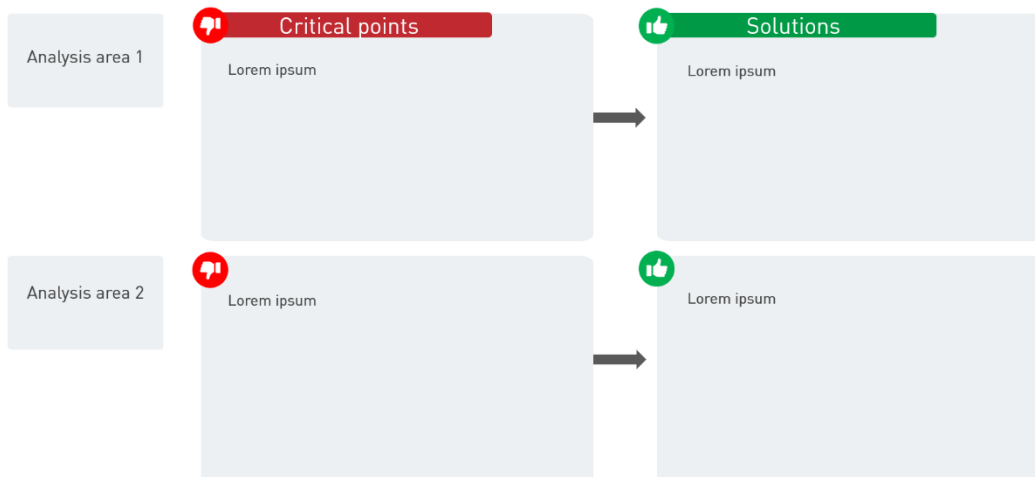 Critical points
Solutions
Analysis area 1
Lorem ipsum
Lorem ipsum
Analysis area 2
Lorem ipsum
Lorem ipsum